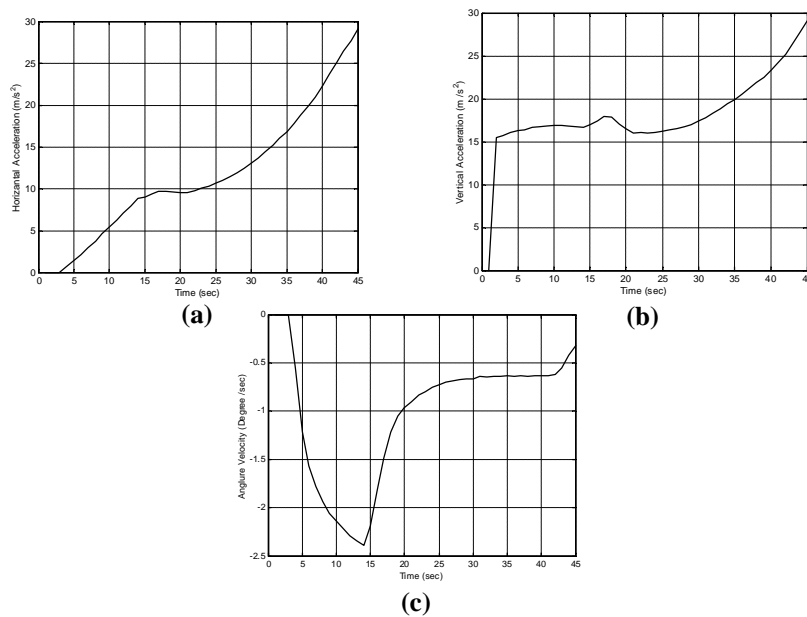 30
25
20
15
10
5
0
Horizantal Acceleration (m/s²)
0 5 10 15 20 25 30 35 40 45
Time (sec)
(a)
30
25
20
15
10
5
0
Vertical Acceleration (m/s²)
0 5 10 15 20 25 30 35 40 45
Time (sec)
(b)
0
-0.5
-1
-1.5
-2
-2.5
Anglure Velocity (Degree/sec)
0 5 10 15 20 25 30 35 40 45
Time (sec)
(c)